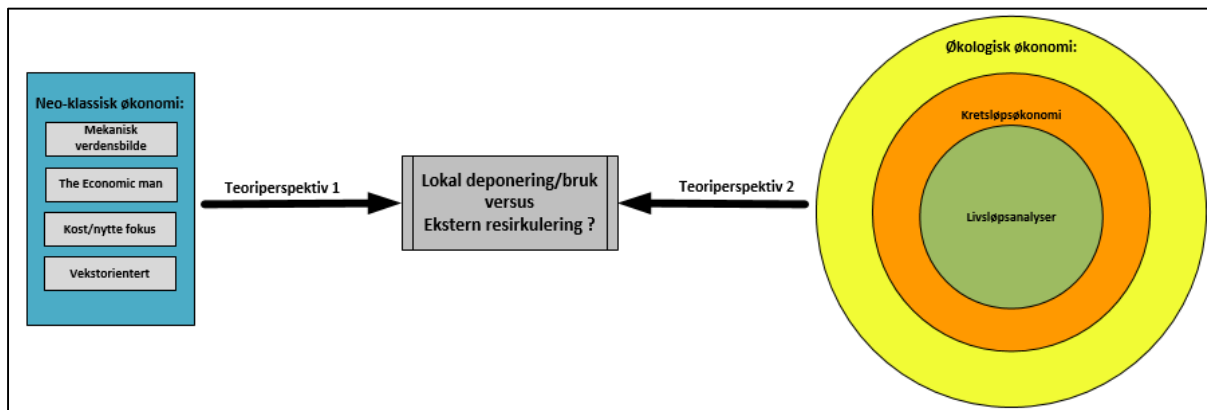 Neo-klassisk økonomi:
Mekanisk
verdensbilde
The Economic man
Kost/nytte fokus
Vekstorientert
Teoriperspektiv 1
Lokal deponering/bruk
versus
Ekstern resirkulering ?
Teoriperspektiv 2
Økologisk økonomi:
Kretsløpsøkonomi
Livsløpsanalyser